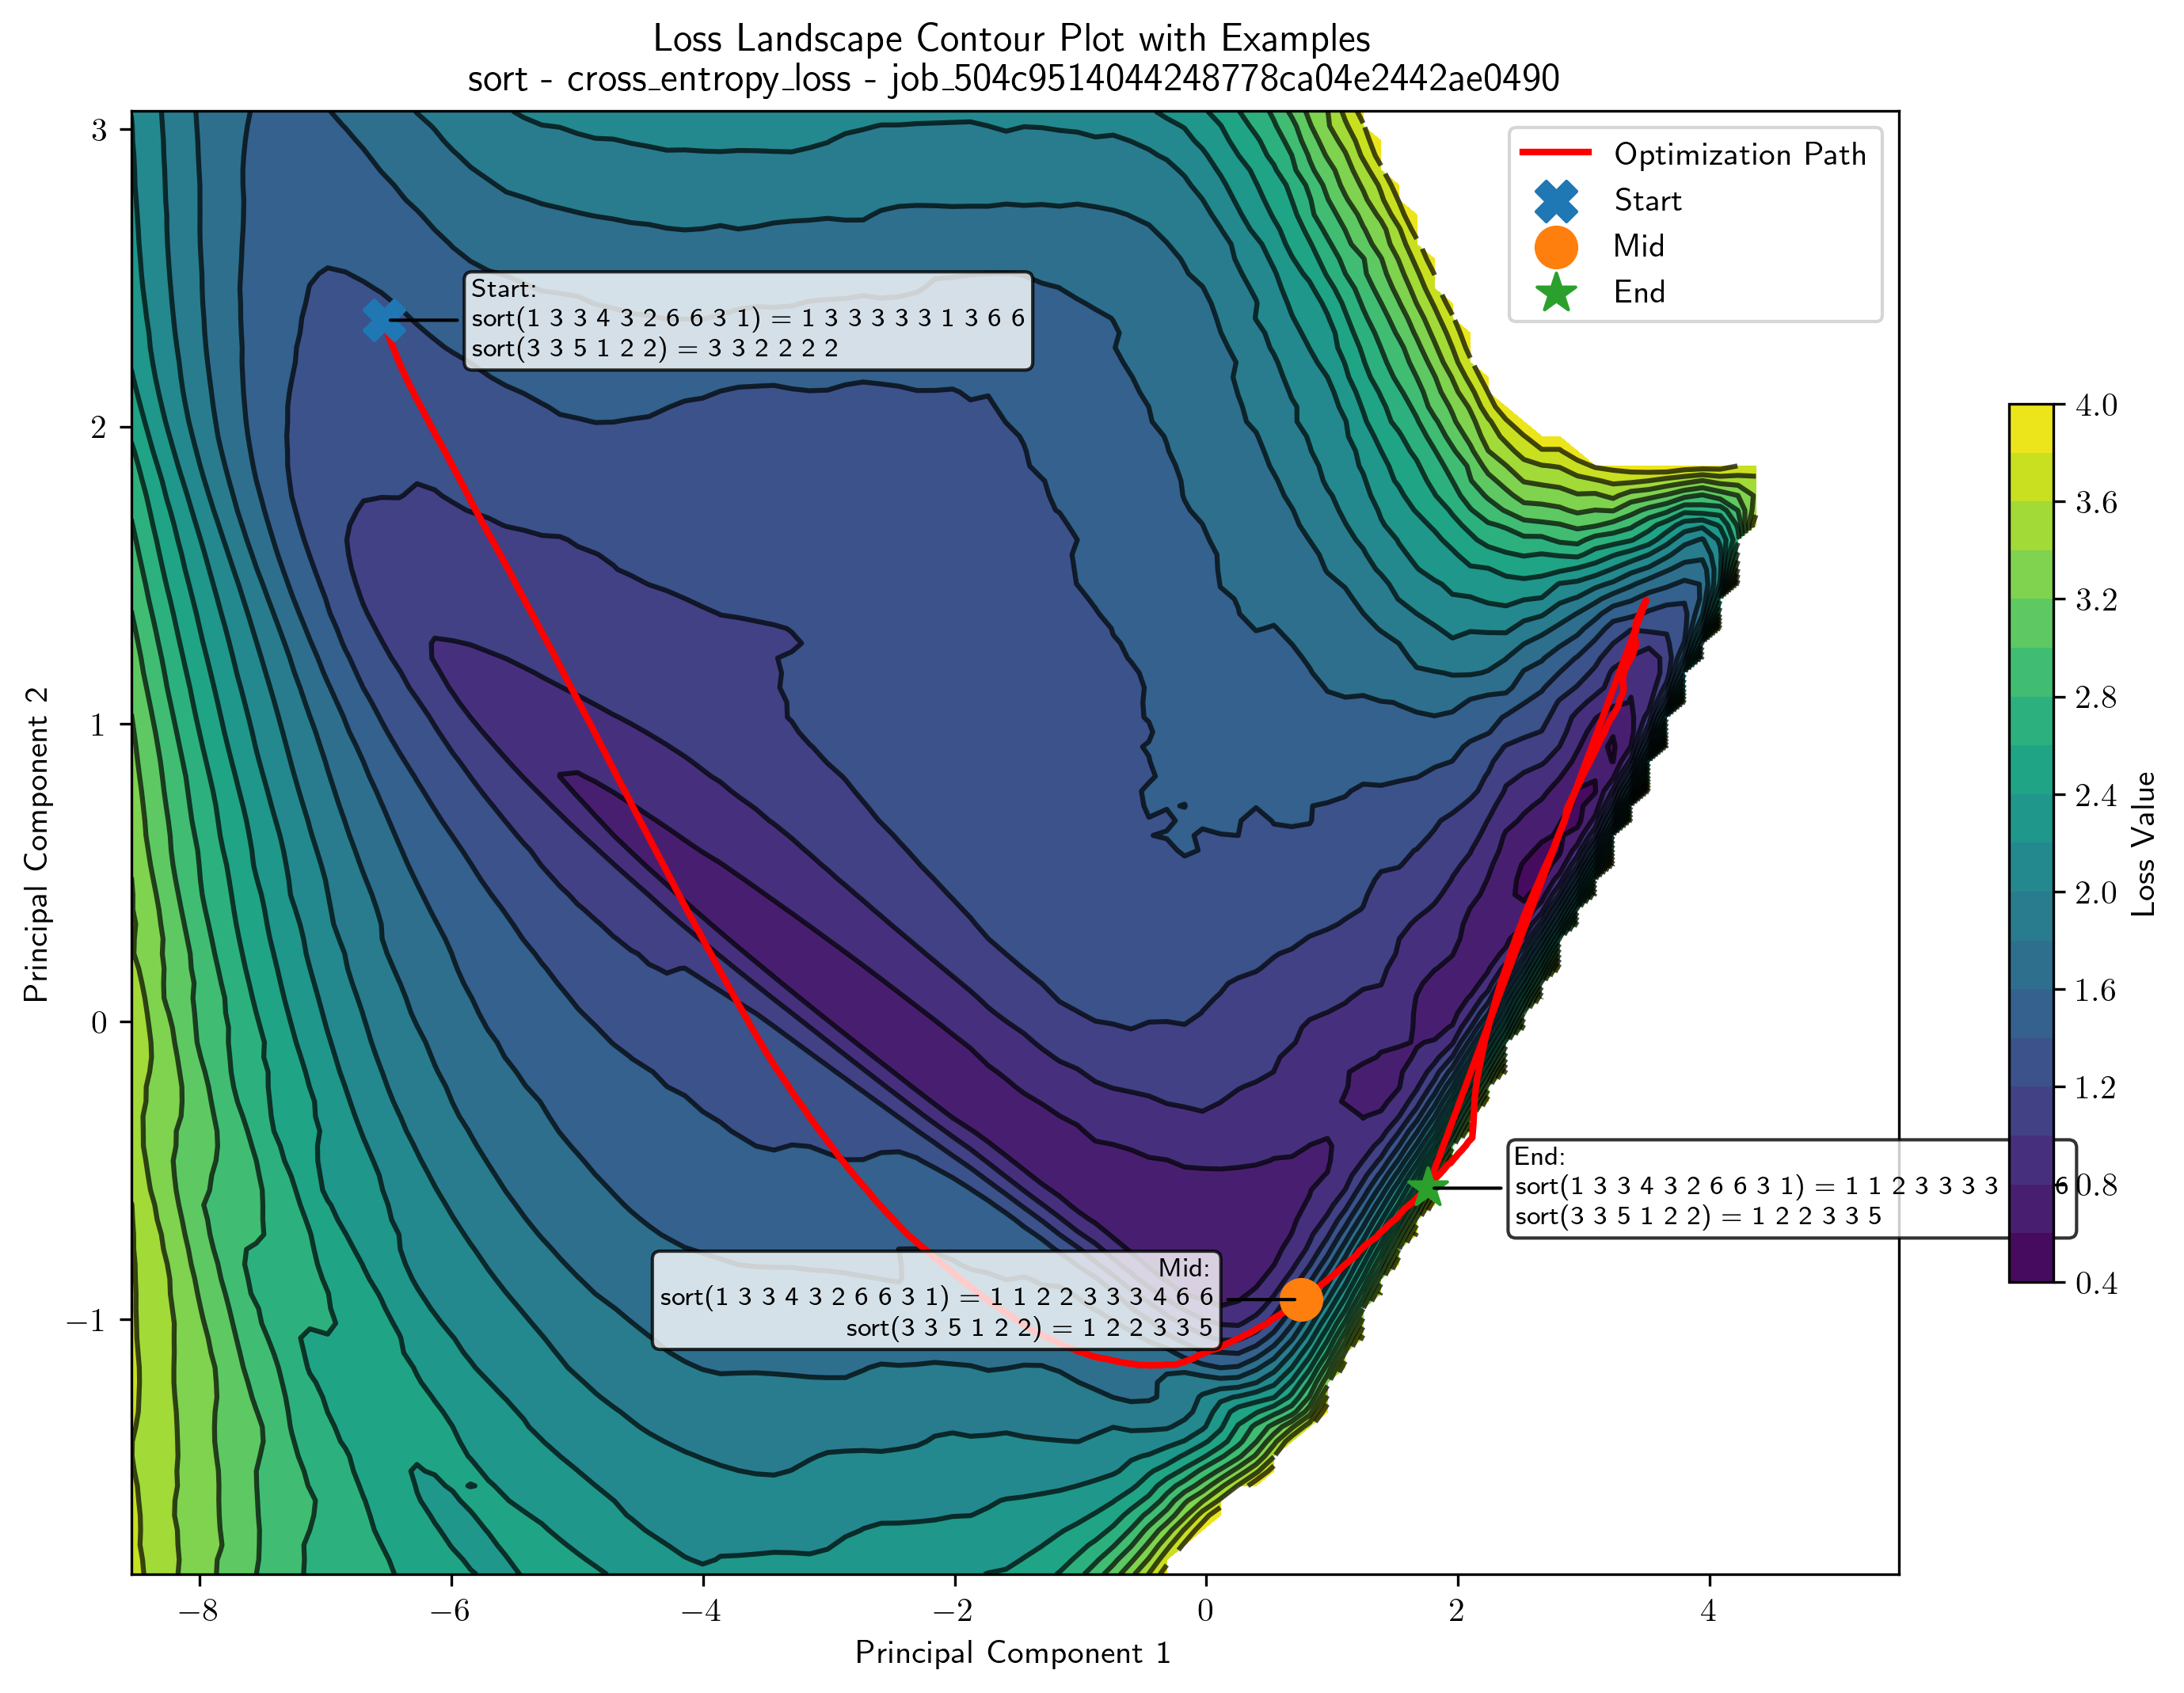 Loss Landscape Contour Plot with Examples
sort - cross_entropy_loss - job_504c9514044248778ca04e2442ae0490
Optimization Path
Start
Mid
End
Start:
sort(1 3 3 4 3 2 6 6 3 1) = 1 3 3 3 3 3 1 3 6 6
sort(3 3 5 1 2 2) = 3 3 2 2 2 2
End:
sort(1 3 3 4 3 2 6 6 3 1) = 1 1 2 3 3 3 3 6
sort(3 3 5 1 2 2) = 1 2 2 3 3 5
Mid:
sort(1 3 3 4 3 2 6 6 3 1) = 1 1 2 2 3 3 3 4 6 6
sort(3 3 5 1 2 2) = 1 2 2 3 3 5
3
2
1
0
−1
Principal Component 2
−8 −6 −4 −2 0 2 4
Principal Component 1
4.0
3.6
3.2
2.8
2.4
2.0
1.6
1.2
0.8
0.4
Loss Value